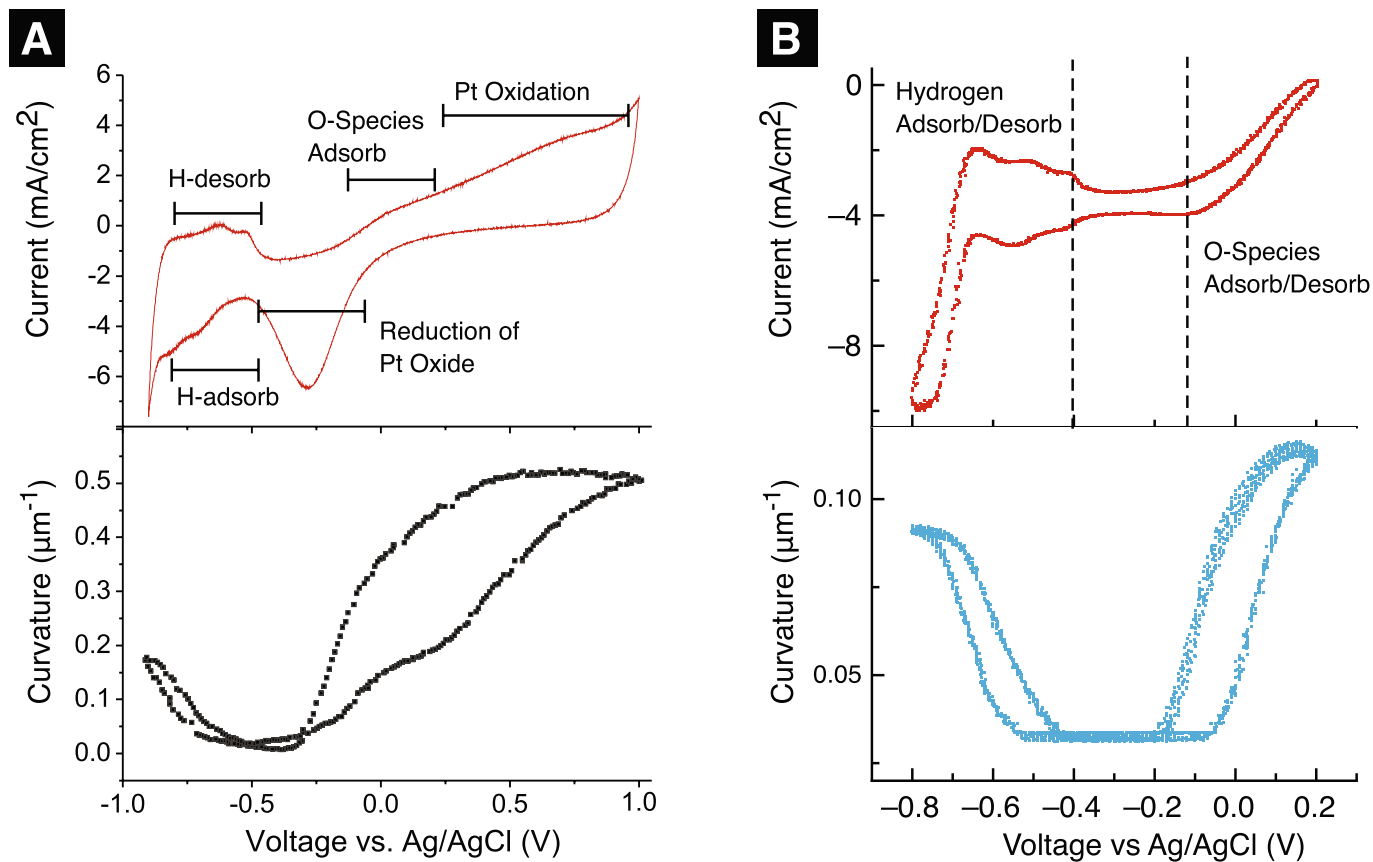 A
B
Current (mA/cm2)
6
4
2
0
-2
-4
-6
Pt Oxidation
O-Species
Adsorb
H-desorb
Reduction of
Pt Oxide
H-adsorb
Curvature (µm-1)
0.5
0.4
0.3
0.2
0.1
0.0
-1.0 -0.5 0.0 0.5 1.0
Voltage vs. Ag/AgCl (V)
Current (mA/cm2)
0
–4
–8
Hydrogen
Adsorb/Desorb
O-Species
Adsorb/Desorb
Curvature (µm-1)
0.10
0.05
–0.8 –0.6 –0.4 –0.2 0.0 0.2
Voltage vs Ag/AgCl (V)